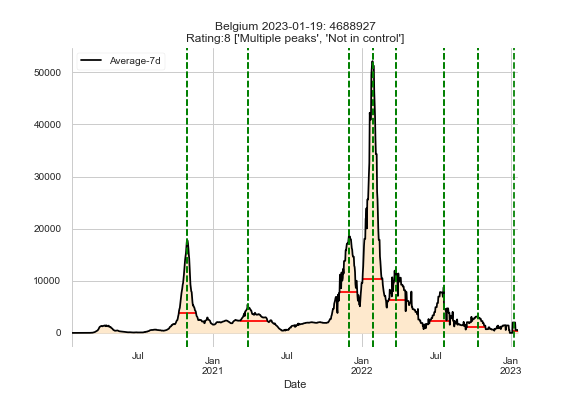 Belgium 2023-01-19: 4688927
Rating:8 ['Multiple peaks', 'Not in control']
Average-7d
50000
40000
30000
20000
10000
0
Jul
Jan
2021
Jul
Jan
2022
Jul
Jan
2023
Date